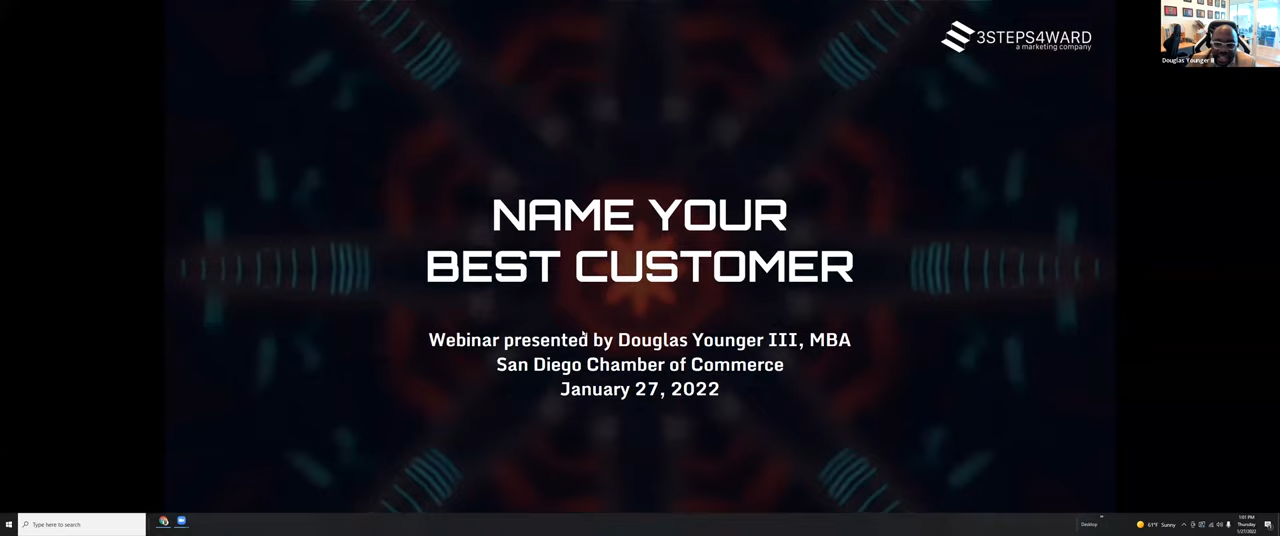 3STEPS4WARD
a marketing company
Douglas Younger III
NAME YOUR
BEST CUSTOMER
Webinar presented by Douglas Younger III, MBA
San Diego Chamber of Commerce
January 27, 2022
Type here to search
Desktop
61°F Sunny
1:01 PM
Thursday
1/27/2022